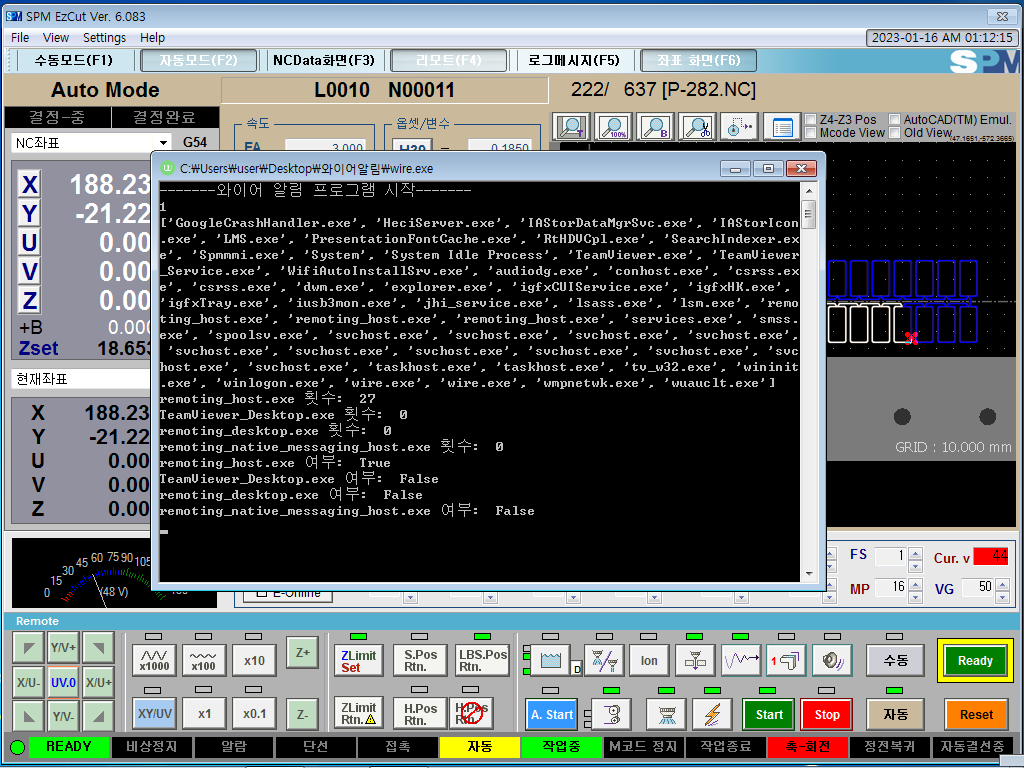 SPM EzCut Ver. 6.083
File View Settings Help
2023-01-16 AM 01:12:15
수동모드(F1) 자동모드(F2) NCData화면(F3) 리모트(F4) 로그메시지(F5) 좌표 화면(F6) SPM
Auto Mode L0010 N00011 222/ 637 [P-282.NC]
결정-중 결정완료
NC좌표 G54
속도 옵셋/변수
FA 3.000 H20 = 0.1850
T 100% B
Z4-Z3 Pos AutoCAD(TM) Emul.
Mcode View Old View
(47.1651,-572.3665)
X 188.23
Y -21.22
U 0.00
V 0.00
Z 0.00
+B 0.000
Zset 18.653
현재좌표
X 188.23
Y -21.22
U 0.00
V 0.00
Z 0.00
C:₩Users₩user₩Desktop₩와이어알림₩wire.exe
-------와이어 알럼 프로그램 시작-------
1
['GoogleCrashHandler.exe', 'HeciServer.exe', 'IAStorDataMgrSvc.exe', 'IAStorIcon
.exe', 'LMS.exe', 'PresentationFontCache.exe', 'RtHDVCpl.exe', 'SearchIndexer.ex
e', 'Spmmmi.exe', 'System', 'System Idle Process', 'TeamViewer.exe', 'TeamViewer
_Service.exe', 'WifiAutoInstallSrv.exe', 'audiodg.exe', 'conhost.exe', 'csrss.ex
e', 'csrss.exe', 'dwm.exe', 'explorer.exe', 'igfxCUIService.exe', 'igfxHK.exe', 
'igfxTray.exe', 'iusb3mon.exe', 'jhi_service.exe', 'lsass.exe', 'lsm.exe', 'remo
ting_host.exe', 'remoting_host.exe', 'remoting_host.exe', 'services.exe', 'smss.
exe', 'spoolsv.exe', 'svchost.exe', 'svchost.exe', 'svchost.exe', 'svchost.exe',
 'svchost.exe', 'svchost.exe', 'svchost.exe', 'svchost.exe', 'svchost.exe', 'svc
host.exe', 'svchost.exe', 'taskhost.exe', 'taskhost.exe', 'tv_w32.exe', 'wininit
.exe', 'winlogon.exe', 'wire.exe', 'wire.exe', 'wmpnetwk.exe', 'wuauclt.exe']
remoting_host.exe 횟수: 27
TeamViewer_Desktop.exe 횟수: 0
remoting_desktop.exe 횟수: 0
remoting_native_messaging_host.exe 횟수: 0
remoting_host.exe 여부: True
TeamViewer_Desktop.exe 여부: False
remoting_desktop.exe 여부: False
remoting_native_messaging_host.exe 여부: False
GRID : 10.000 mm
0 15 30 45 60 75 90 105
(48 V)
E-Online
FS 1 Cur. v 44
MP 16 VG 50
Remote
Y/V+ x1000 x100 x10 Z+ ZLimit Set S.Pos Rtn. LBS.Pos Rtn. D Ion 1 수동 Ready
X/U- UV.0 X/U+
Y/V- XY/UV x1 x0.1 Z- ZLimit Rtn. H.Pos Rtn. H.Pos Rtn. A. Start Start Stop 자동 Reset
READY 비상정지 알람 단선 접촉 자동 작업중 M코드 정지 작업종료 축-회전 정전복귀 자동결선중